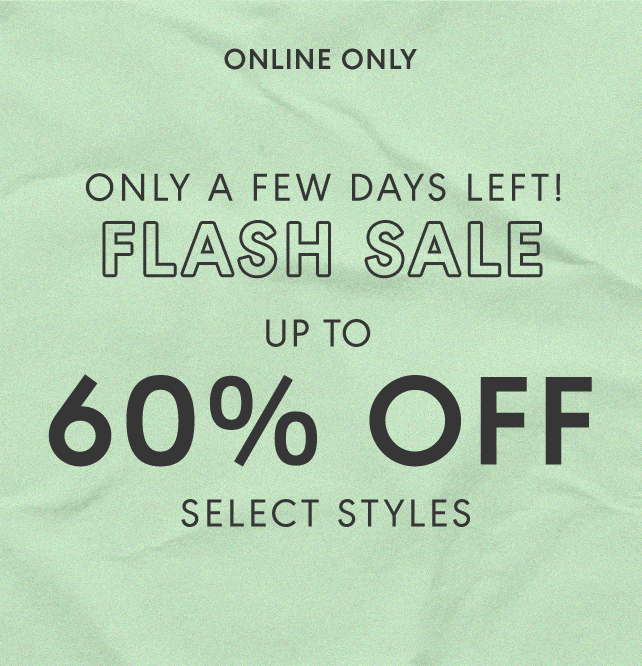 ONLINE ONLY
ONLY A FEW DAYS LEFT!
FLASH SALE
UP TO
60% OFF
SELECT STYLES